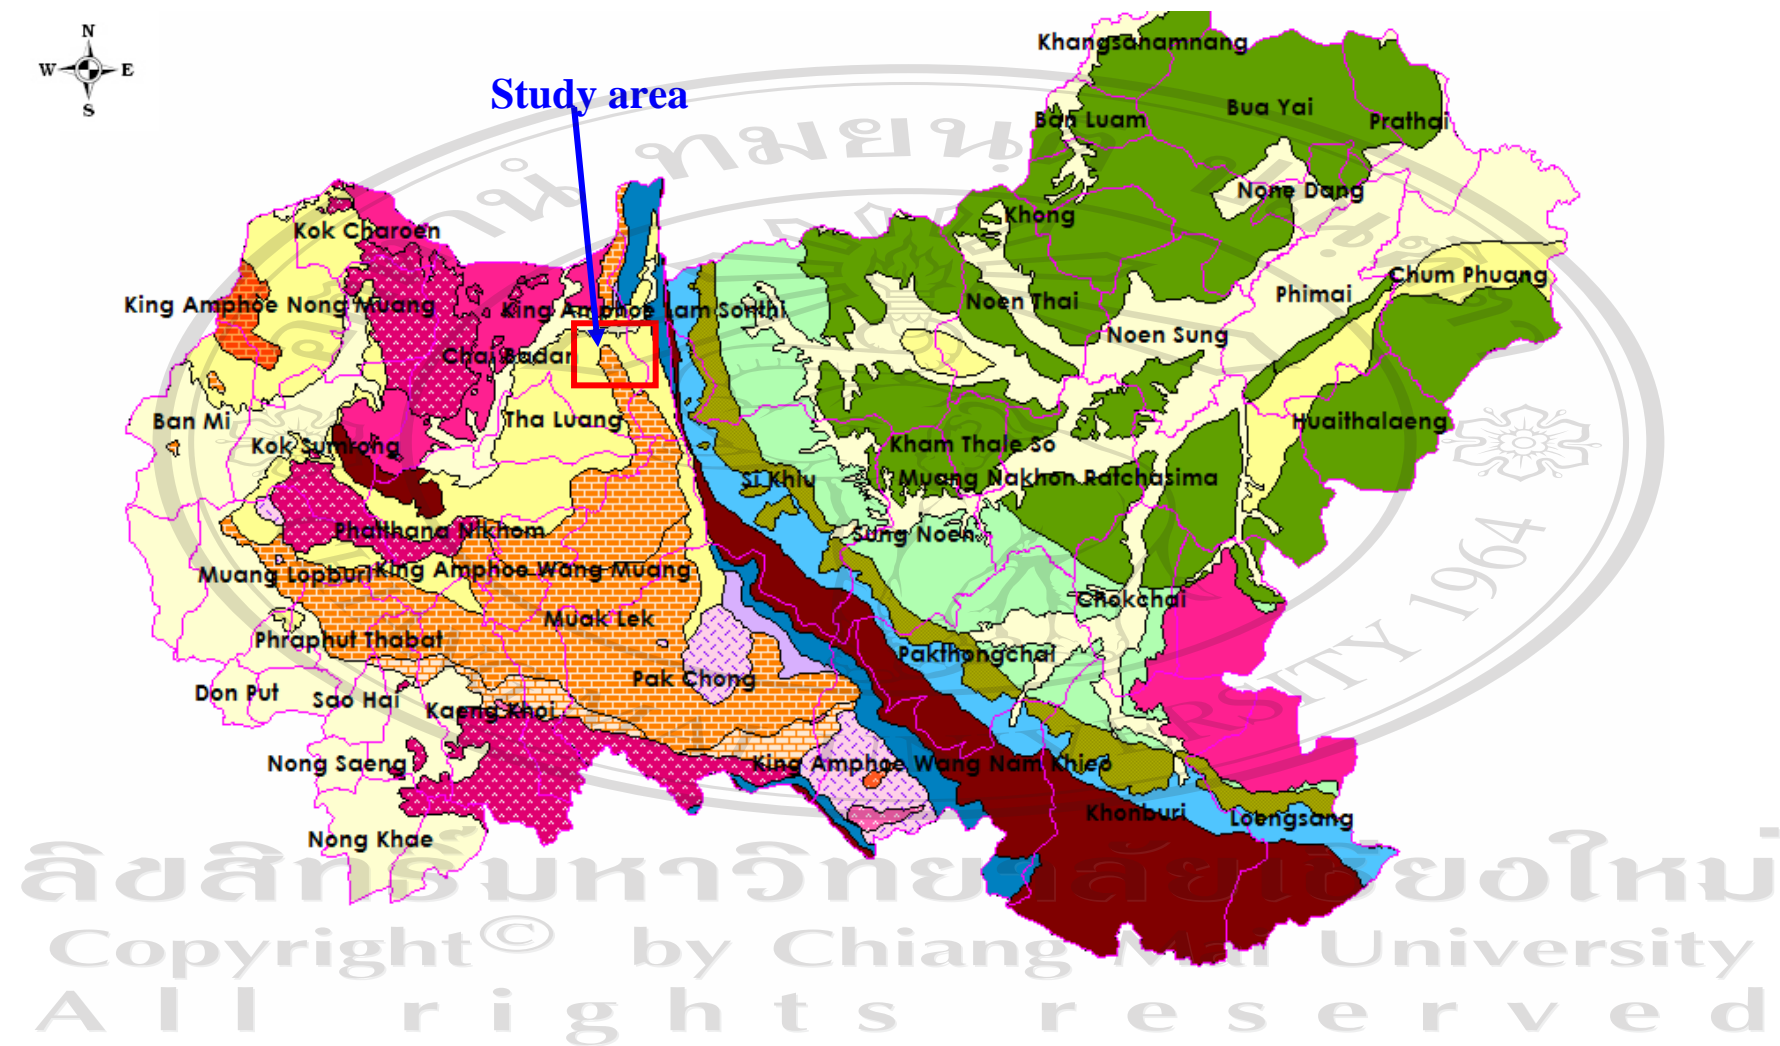 N
W E
S
Study area
Khangsanamnang
Bua Yai
Ban Luam
Prathai
None Dang
Khong
Kok Charoen
Chum Phuang
King Amphoe Nong Muang
King Amphoe Lam Sonthi
Noen Thai
Phimai
Noen Sung
Chai Badan
Ban Mi
Tha Luang
Huaithalaeng
Kok Sumrong
Kham Thale So
Si Khiu
Muang Nakhon Ratchasima
Phatthana Nikhom
Sung Noen
Muang Lopburi
King Amphoe Wang Muang
Chokchai
Muak Lek
Phraphut Thabat
Pakthongchai
Pak Chong
Don Put
Sao Hai
Kaeng Khoi
Nong Saeng
King Amphoe Wang Nam Khieo
Khonburi
Loengsang
Nong Khae
UNIVERSITY 1964
ลิขสิทธิ์มหาวิทยาลัยเชียงใหม่
Copyright© by Chiang Mai University
All rights reserved